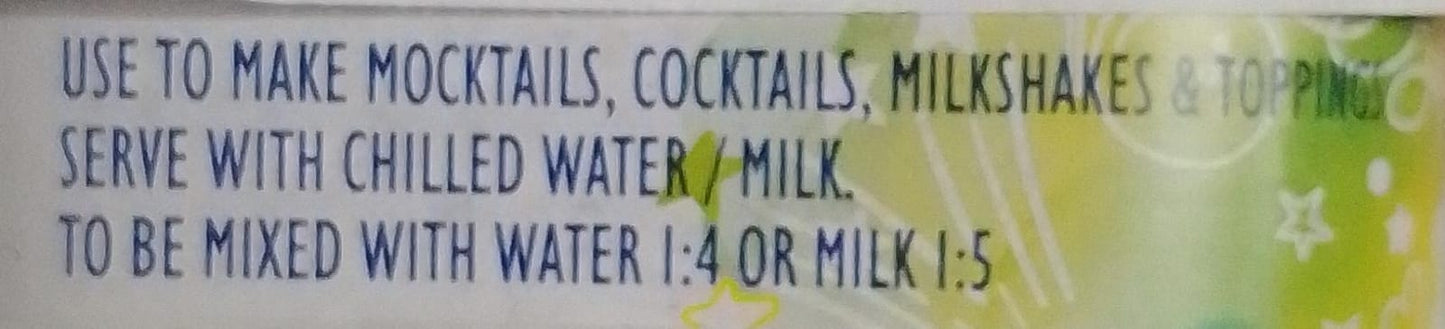 USE TO MAKE MOCKTAILS, COCKTAILS, MILKSHAKES & TOPPINGS
SERVE WITH CHILLED WATER / MILK.
TO BE MIXED WITH WATER 1:4 OR MILK 1:5